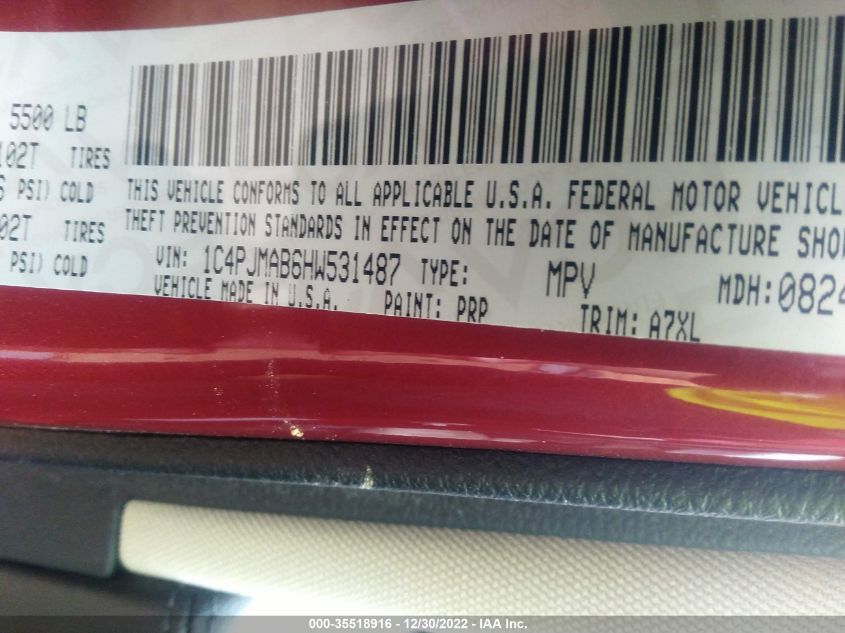 5500 LB
102T TIRES
PSI) COLD
02T TIRES
PSI) COLD
THIS VEHICLE CONFORMS TO ALL APPLICABLE U.S.A. FEDERAL MOTOR VEHICL
THEFT PREVENTION STANDARDS IN EFFECT ON THE DATE OF MANUFACTURE SHO
VIN: 1C4PJMAB6HW531487 TYPE: MPV MDH:0824
VEHICLE MADE IN U.S.A. PAINT: PRP TRIM: A7XL
000-35518916 - 12/30/2022 - IAA Inc.